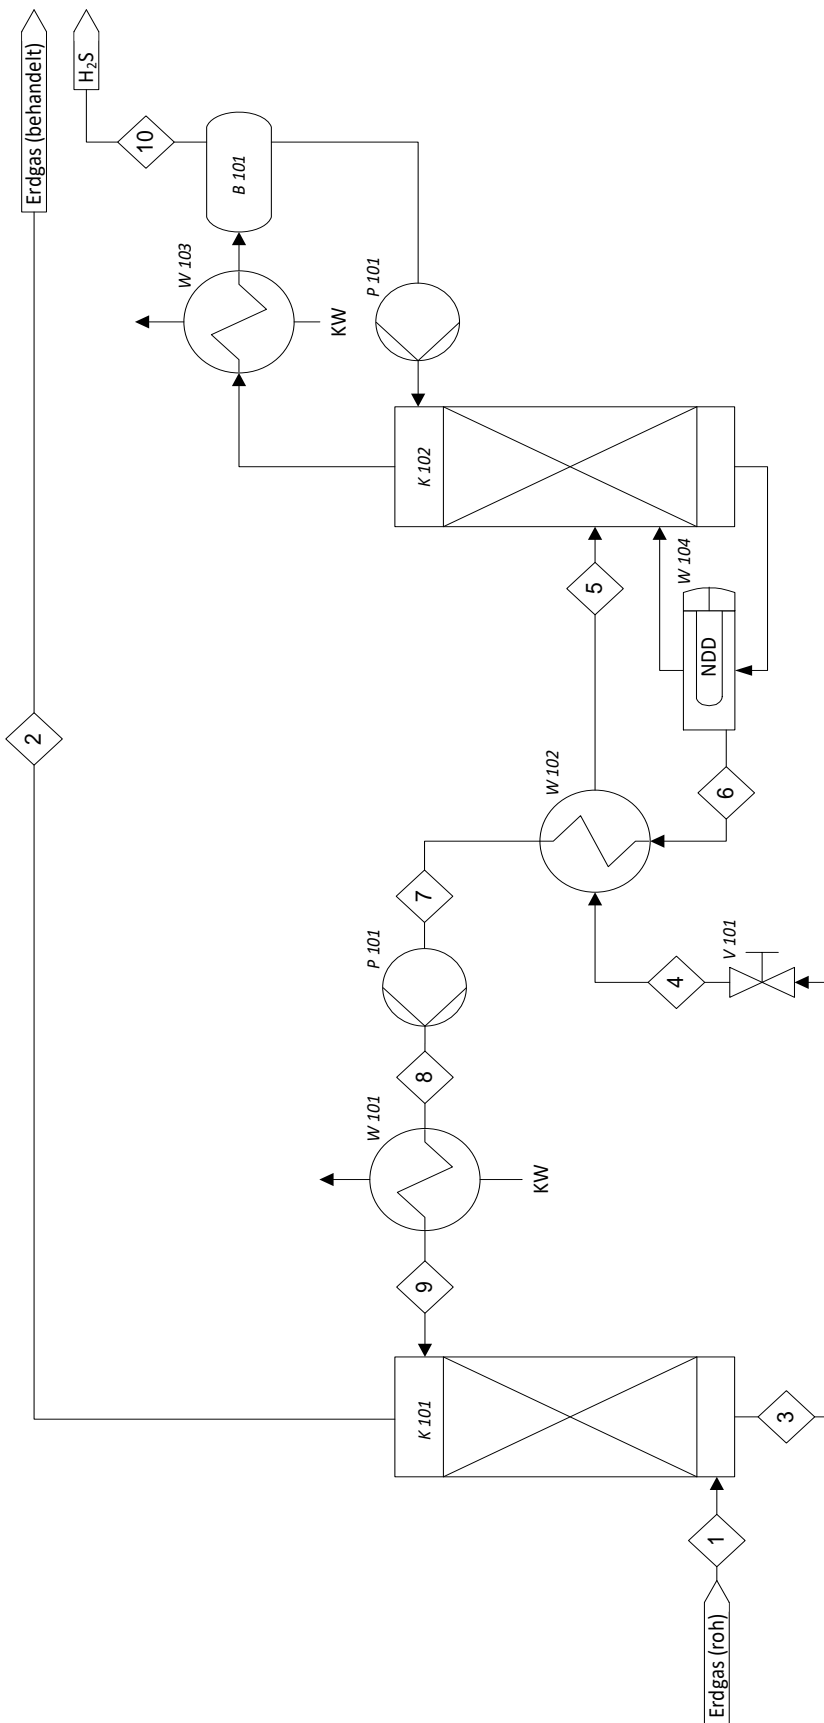 Erdgas (roh)
1
K 101
3
2
Erdgas (behandelt)
9
W 101
KW
8
P 101
7
V 101
4
W 102
6
5
NDD
W 104
K 102
P 101
W 103
KW
B 101
10
H₂S